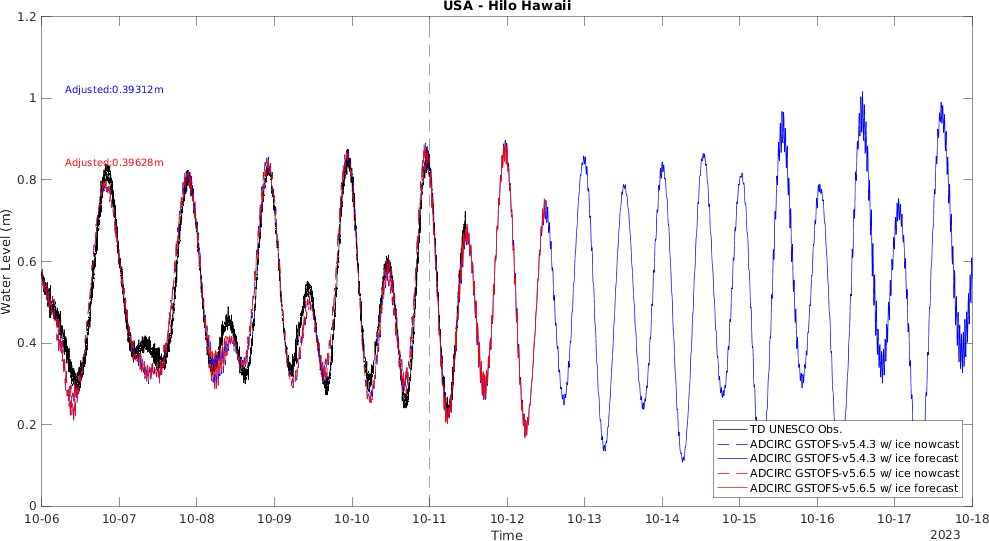 USA - Hilo Hawaii
1.2
1
0.8
0.6
0.4
0.2
0
Water Level (m)
Adjusted:0.39312m
Adjusted:0.39628m
TD UNESCO Obs.
ADCIRC GSTOFS-v5.4.3 w/ ice nowcast
ADCIRC GSTOFS-v5.4.3 w/ ice forecast
ADCIRC GSTOFS-v5.6.5 w/ ice nowcast
ADCIRC GSTOFS-v5.6.5 w/ ice forecast
10-06 10-07 10-08 10-09 10-10 10-11 10-12 10-13 10-14 10-15 10-16 10-17 10-18
Time
2023